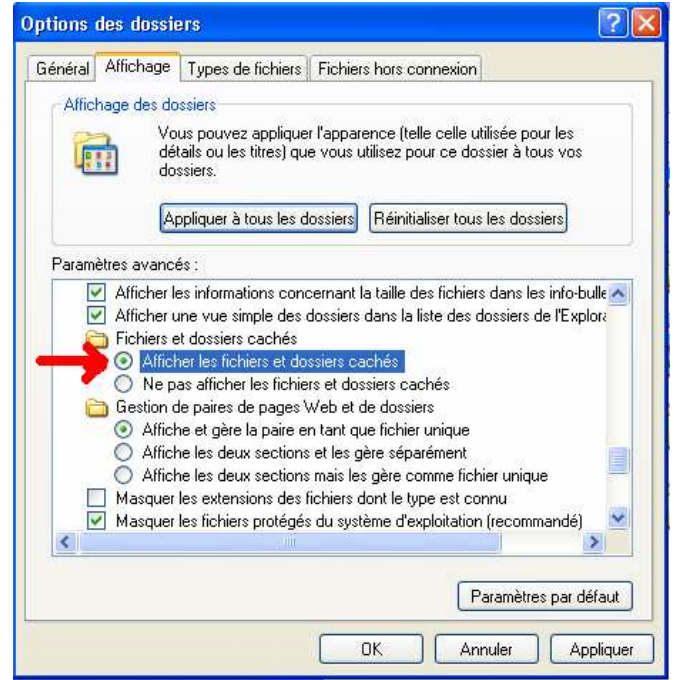 Options des dossiers
Général
Affichage
Types de fichiers
Fichiers hors connexion
Affichage des dossiers
Vous pouvez appliquer l'apparence (telle celle utilisée pour les
détails ou les titres) que vous utilisez pour ce dossier à tous vos
dossiers.
Appliquer à tous les dossiers
Réinitialiser tous les dossiers
Paramètres avancés :
Afficher les informations concernant la taille des fichiers dans les info-bulle
Afficher une vue simple des dossiers dans la liste des dossiers de l'Explora
Fichiers et dossiers cachés
Afficher les fichiers et dossiers cachés
Ne pas afficher les fichiers et dossiers cachés
Gestion de paires de pages Web et de dossiers
Affiche et gère la paire en tant que fichier unique
Affiche les deux sections et les gère séparément
Affiche les deux sections mais les gère comme fichier unique
Masquer les extensions des fichiers dont le type est connu
Masquer les fichiers protégés du système d'exploitation (recommandé)
Paramètres par défaut
OK
Annuler
Appliquer